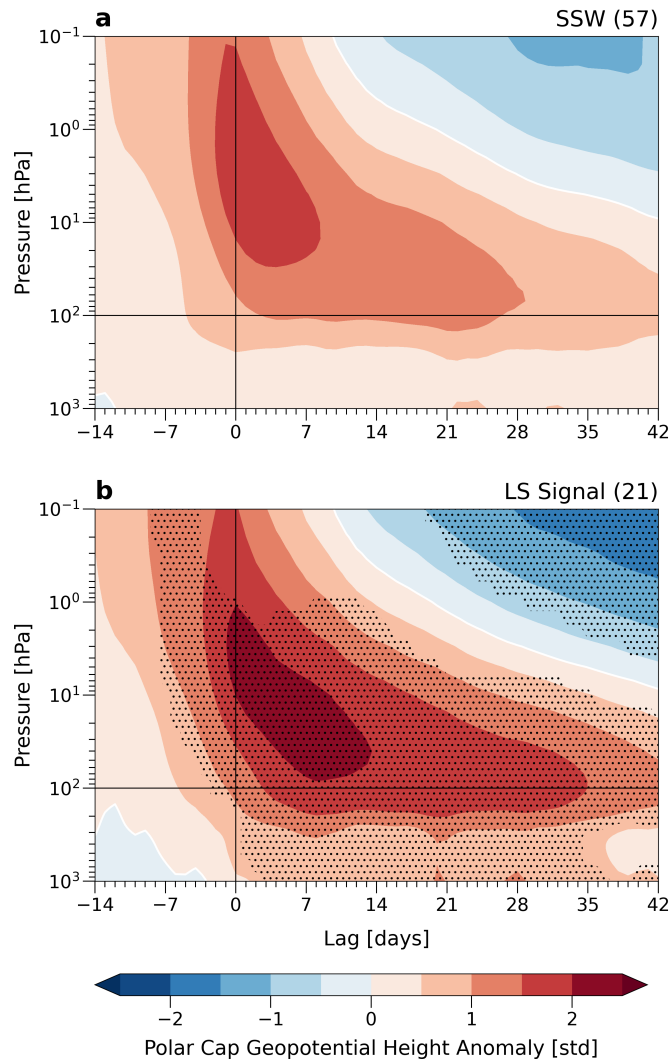 a SSW (57)
10⁻¹
10⁰
10¹
10²
10³
Pressure [hPa]
−14 −7 0 7 14 21 28 35 42
b LS Signal (21)
10⁻¹
10⁰
10¹
10²
10³
Pressure [hPa]
−14 −7 0 7 14 21 28 35 42
Lag [days]
−2 −1 0 1 2
Polar Cap Geopotential Height Anomaly [std]